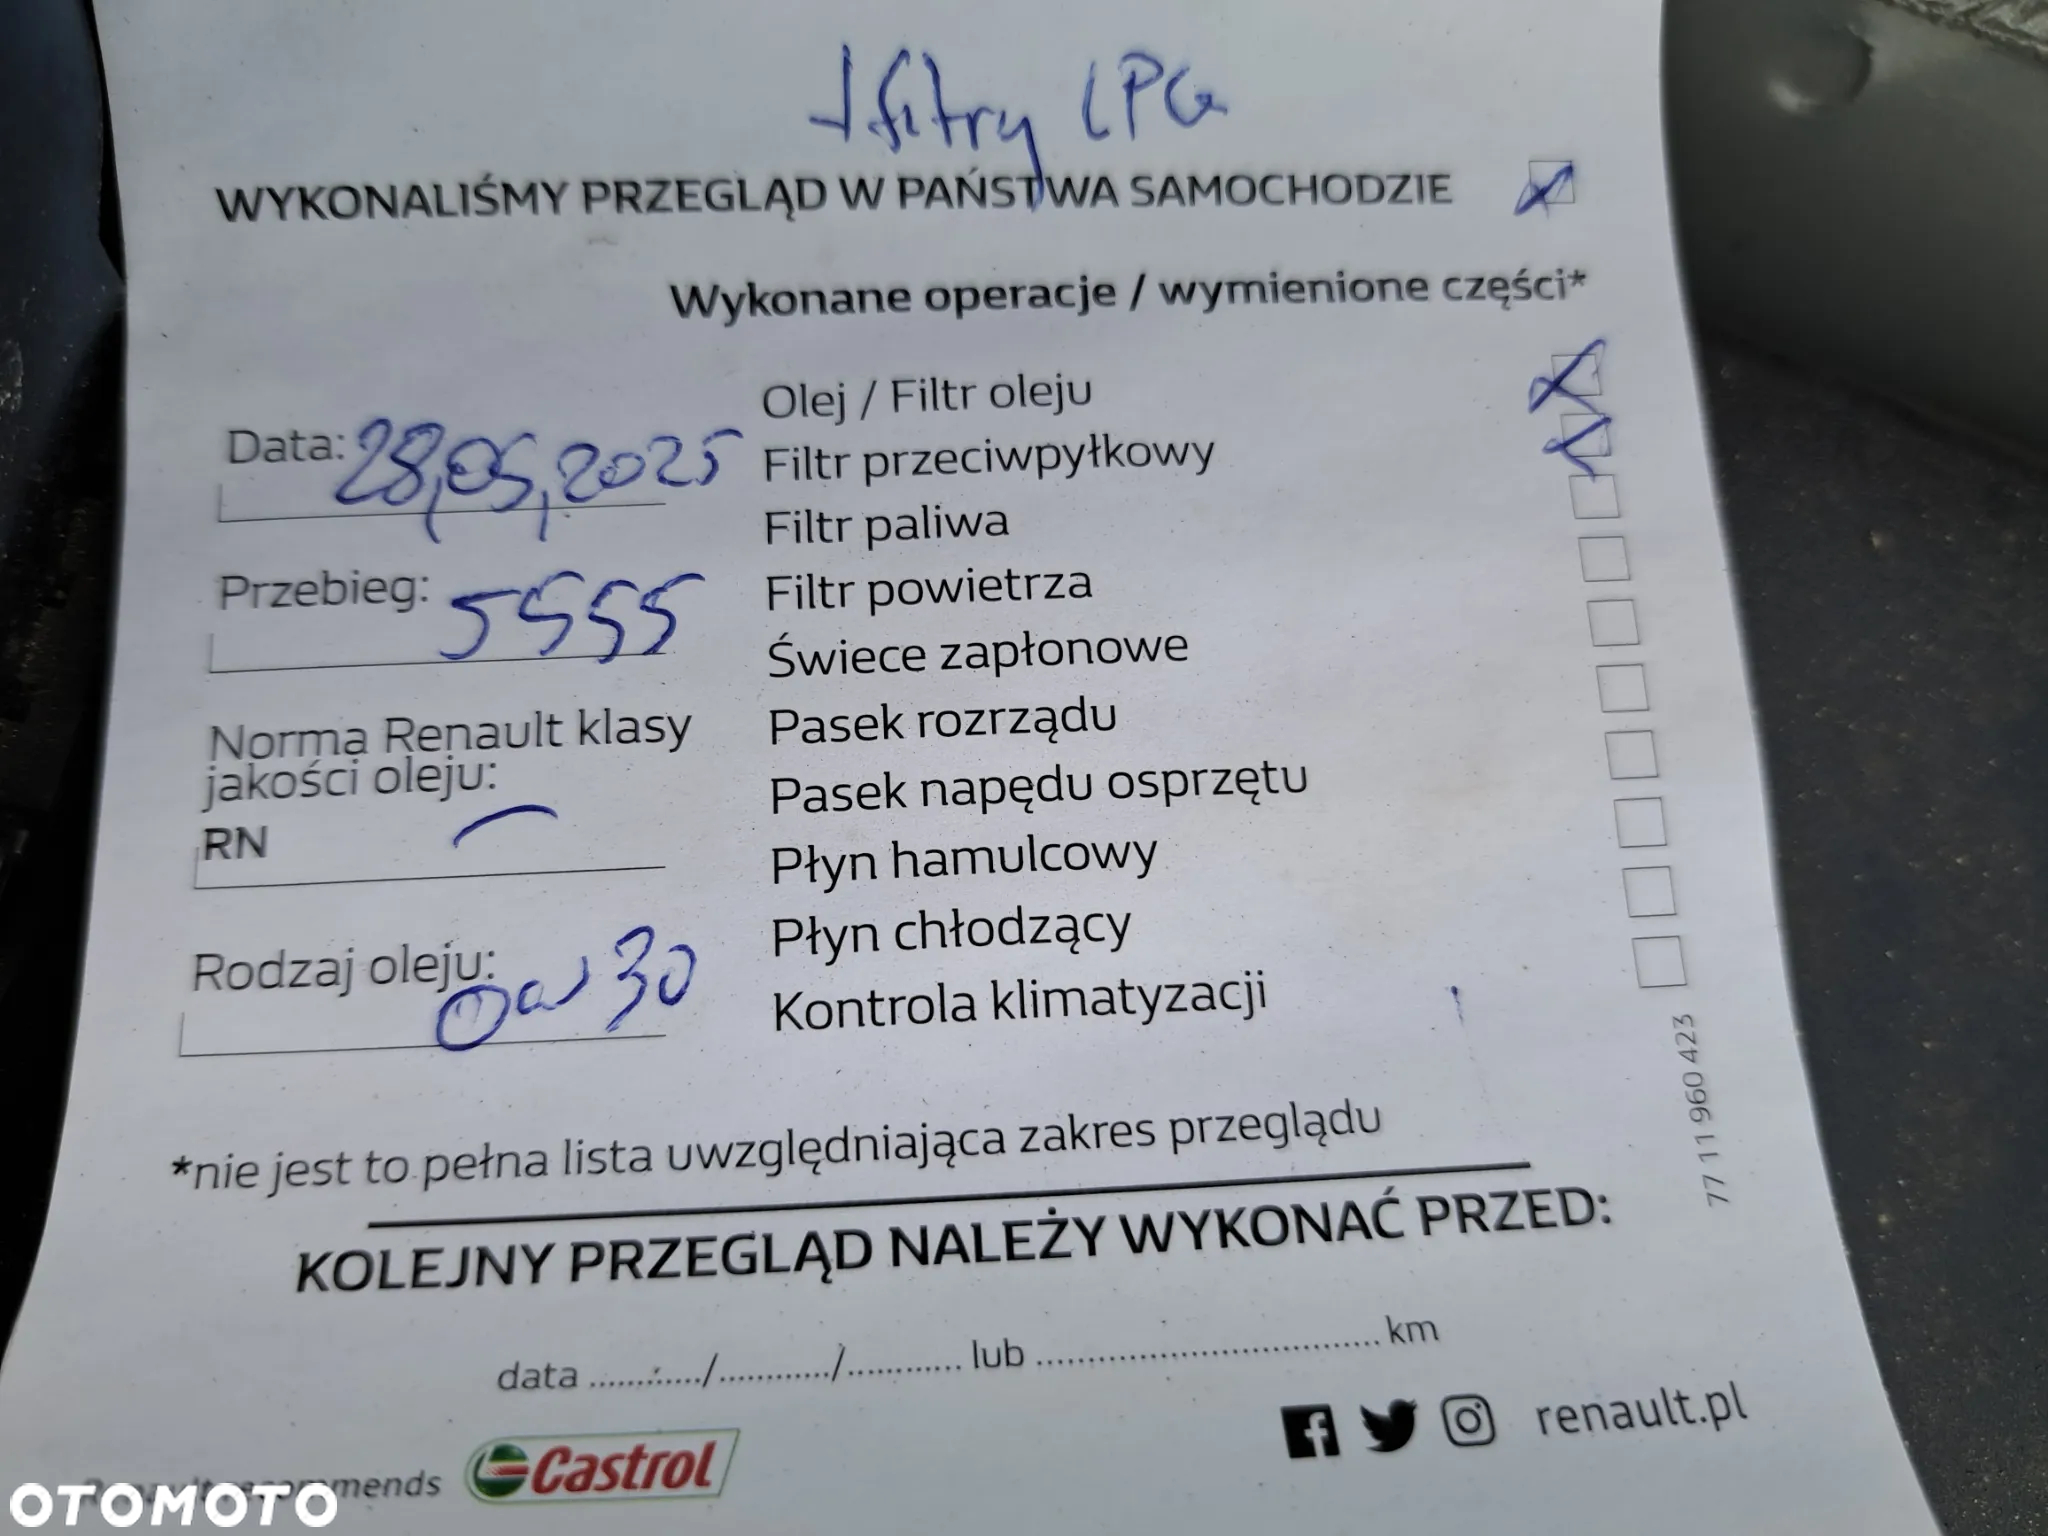 + filtry LPG
WYKONALIŚMY PRZEGLĄD W PAŃSTWA SAMOCHODZIE
Wykonane operacje / wymienione części*
Olej / Filtr oleju
Data: 28,05,2025
Filtr przeciwpyłkowy
Filtr paliwa
Przebieg: 5555
Filtr powietrza
Świece zapłonowe
Norma Renault klasy
jakości oleju:
RN
Pasek rozrządu
Pasek napędu osprzętu
Płyn hamulcowy
Rodzaj oleju: 0W30
Płyn chłodzący
Kontrola klimatyzacji
77 11 960 423
*nie jest to pełna lista uwzględniająca zakres przeglądu
KOLEJNY PRZEGLĄD NALEŻY WYKONAĆ PRZED:
data ........../.........../........... lub ................................ km
renault.pl
recommends
Castrol
OTOMOTO